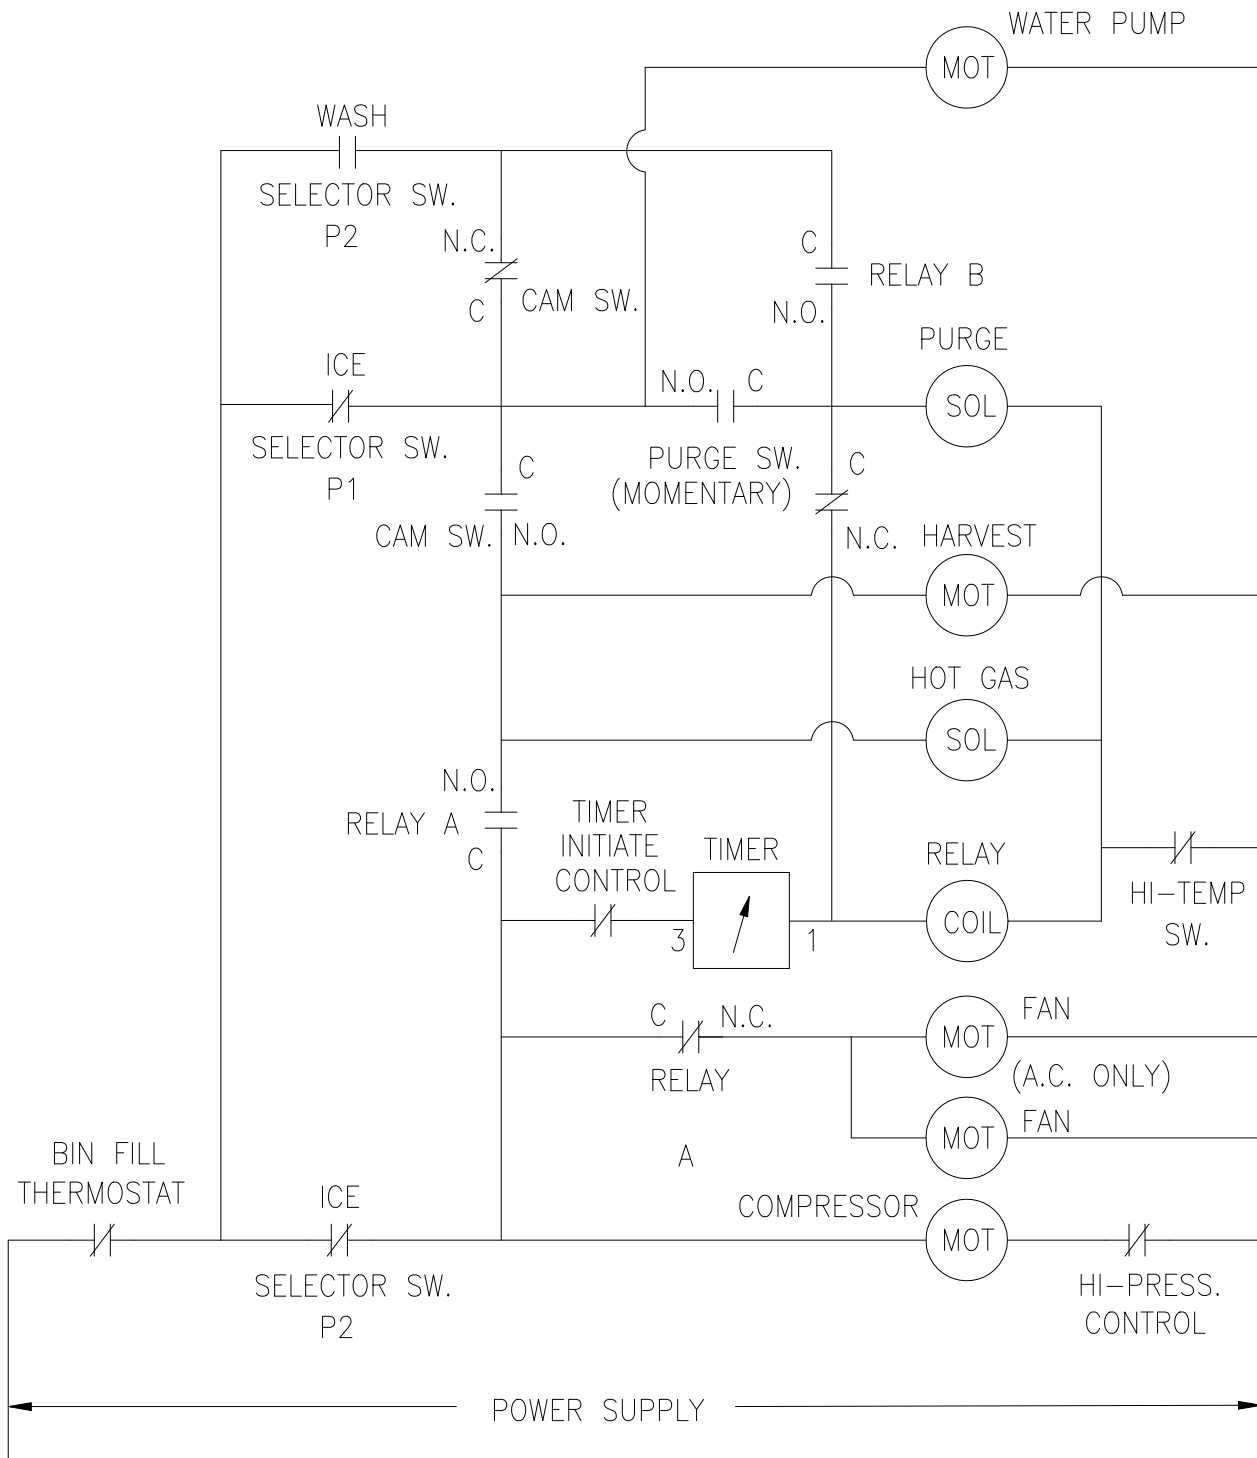 WATER PUMP
MOT
WASH
SELECTOR SW.
P2
N.C.
C
CAM SW.
C
RELAY B
N.O.
PURGE
SOL
ICE
SELECTOR SW.
P1
N.O. C
PURGE SW.
(MOMENTARY)
C
N.C.
C
CAM SW. N.O.
HARVEST
MOT
HOT GAS
SOL
N.O.
RELAY A
C
TIMER
INITIATE
CONTROL
TIMER
3
1
RELAY
COIL
HI-TEMP
SW.
C
N.C.
RELAY
A
FAN
MOT
(A.C. ONLY)
FAN
MOT
BIN FILL
THERMOSTAT
ICE
SELECTOR SW.
P2
COMPRESSOR
MOT
HI-PRESS.
CONTROL
POWER SUPPLY